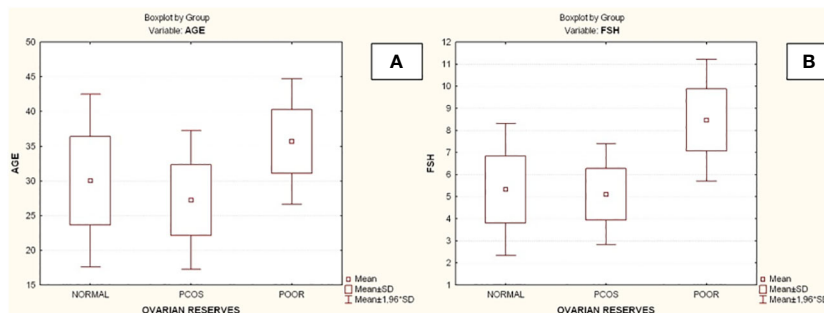 Boxplot by Group
Variable: AGE
A
50
45
40
35
30
25
20
15
AGE
NORMAL
PCOS
POOR
OVARIAN RESERVES
Mean
Mean±SD
Mean±1,96*SD
Boxplot by Group
Variable: FSH
B
12
11
10
9
8
7
6
5
4
3
2
1
FSH
NORMAL
PCOS
POOR
OVARIAN RESERVES
Mean
Mean±SD
Mean±1,96*SD